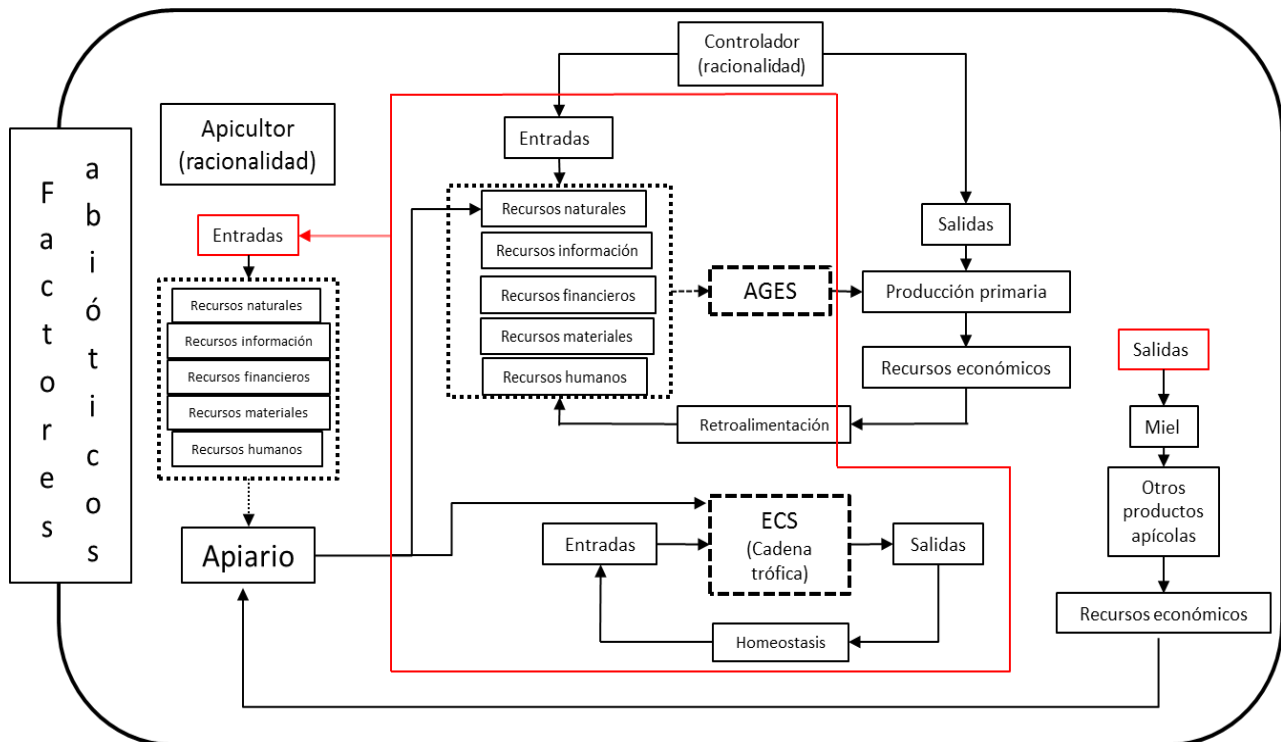 Factores
abióticos
Apicultor
(racionalidad)
Entradas
Recursos naturales
Recursos información
Recursos financieros
Recursos materiales
Recursos humanos
Apiario
Controlador
(racionalidad)
Entradas
Recursos naturales
Recursos información
Recursos financieros
Recursos materiales
Recursos humanos
AGES
Salidas
Producción primaria
Recursos económicos
Retroalimentación
Entradas
ECS
(Cadena
trófica)
Salidas
Homeostasis
Salidas
Miel
Otros
productos
apícolas
Recursos económicos